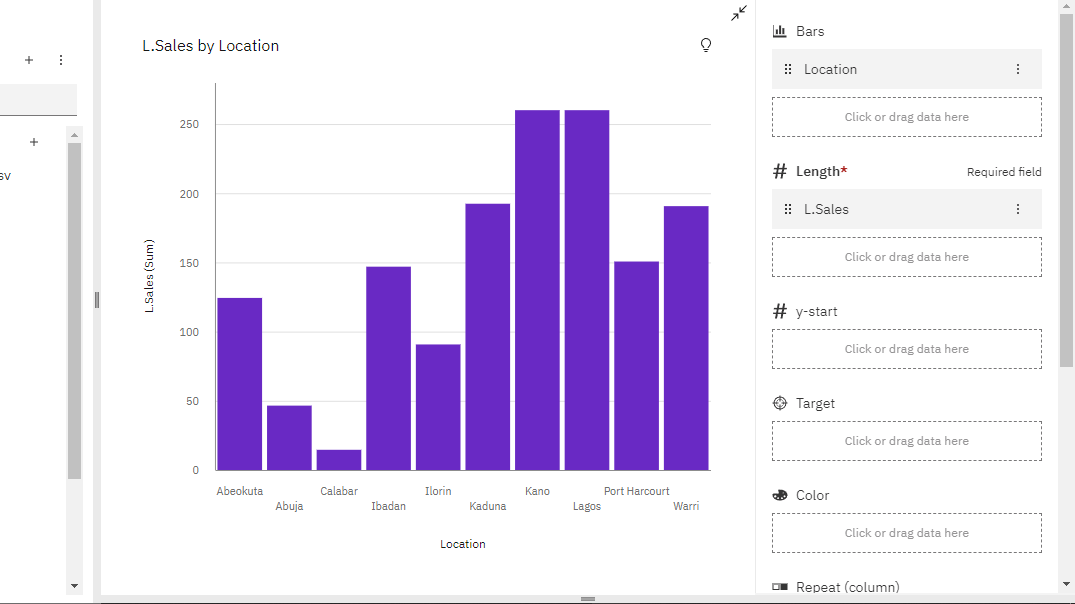 sv
L.Sales by Location
L.Sales (Sum)
250
200
150
100
50
0
Abeokuta
Abuja
Calabar
Ibadan
Ilorin
Kaduna
Kano
Lagos
Port Harcourt
Warri
Location
Bars
Location
Click or drag data here
Length* Required field
L.Sales
Click or drag data here
y-start
Click or drag data here
Target
Click or drag data here
Color
Click or drag data here
Repeat (column)